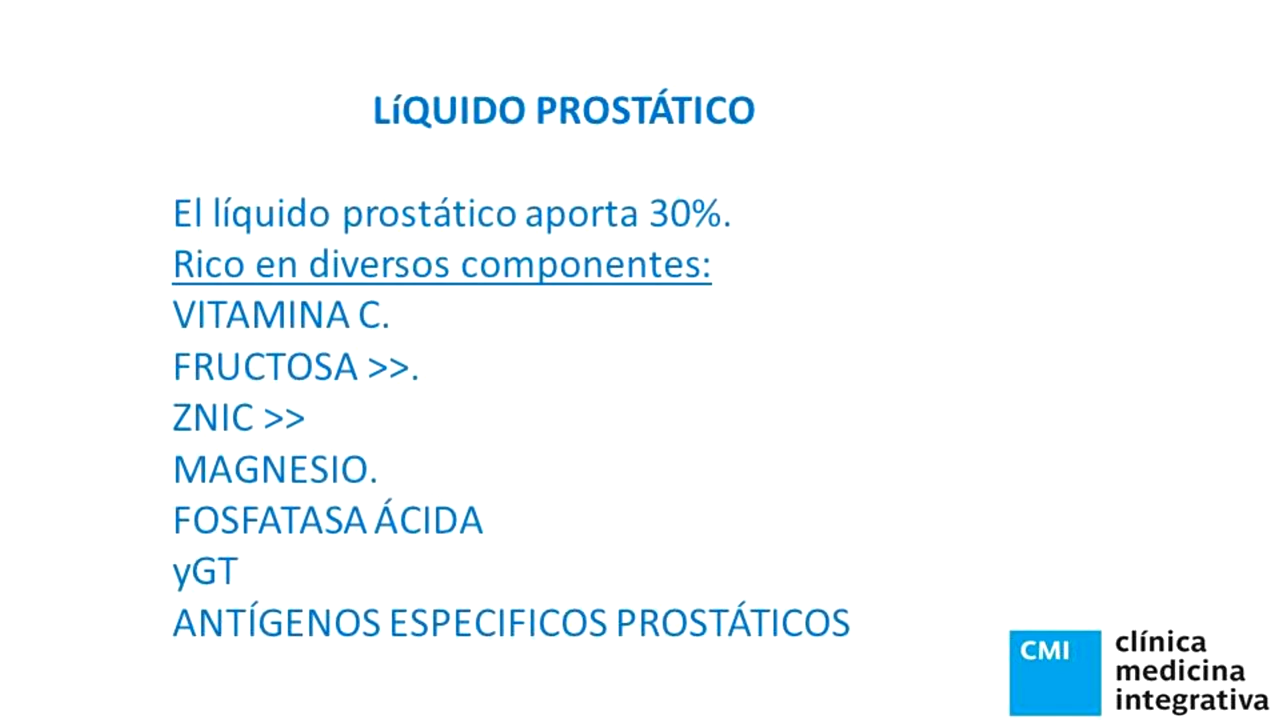 LíQUIDO PROSTÁTICO
El líquido prostático aporta 30%.
Rico en diversos componentes:
VITAMINA C.
FRUCTOSA >>.
ZNIC >>
MAGNESIO.
FOSFATASA ÁCIDA
yGT
ANTÍGENOS ESPECIFICOS PROSTÁTICOS
CMI
clínica
medicina
integrativa